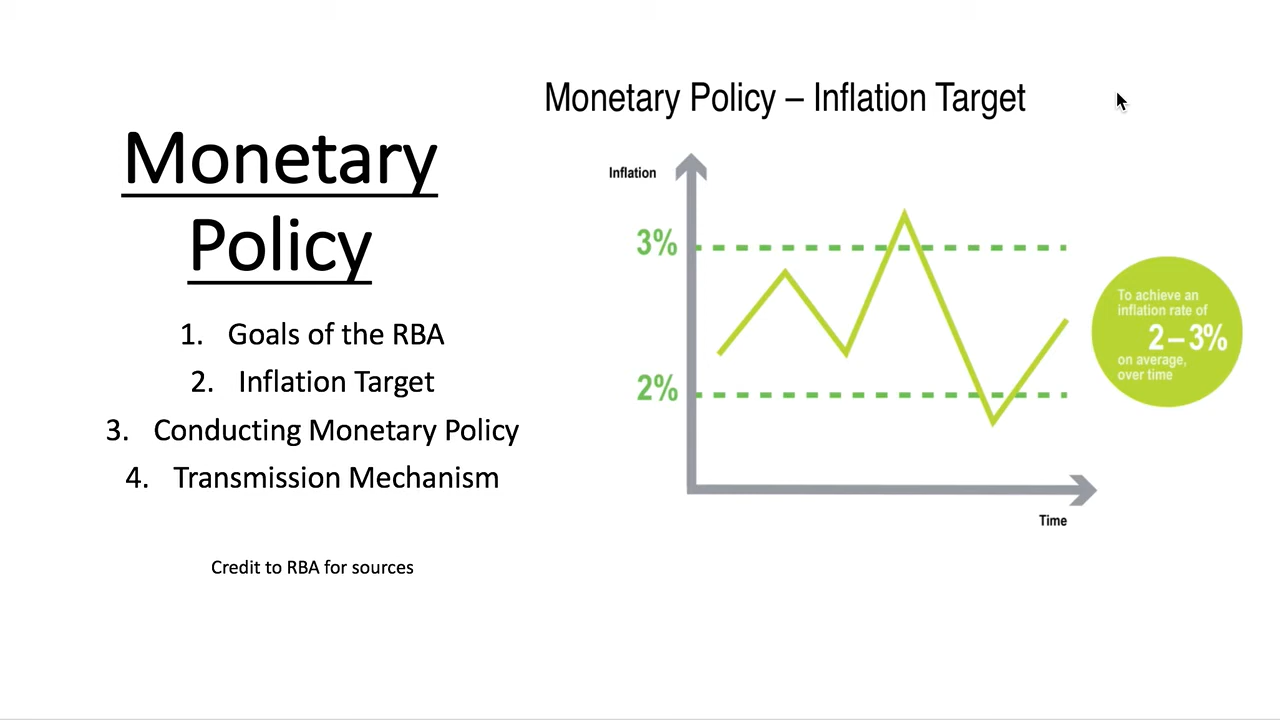 Monetary
Policy
1. Goals of the RBA
2. Inflation Target
3. Conducting Monetary Policy
4. Transmission Mechanism
Credit to RBA for sources
Monetary Policy – Inflation Target
Inflation
3%
2%
Time
To achieve an
inflation rate of
2 – 3%
on average,
over time